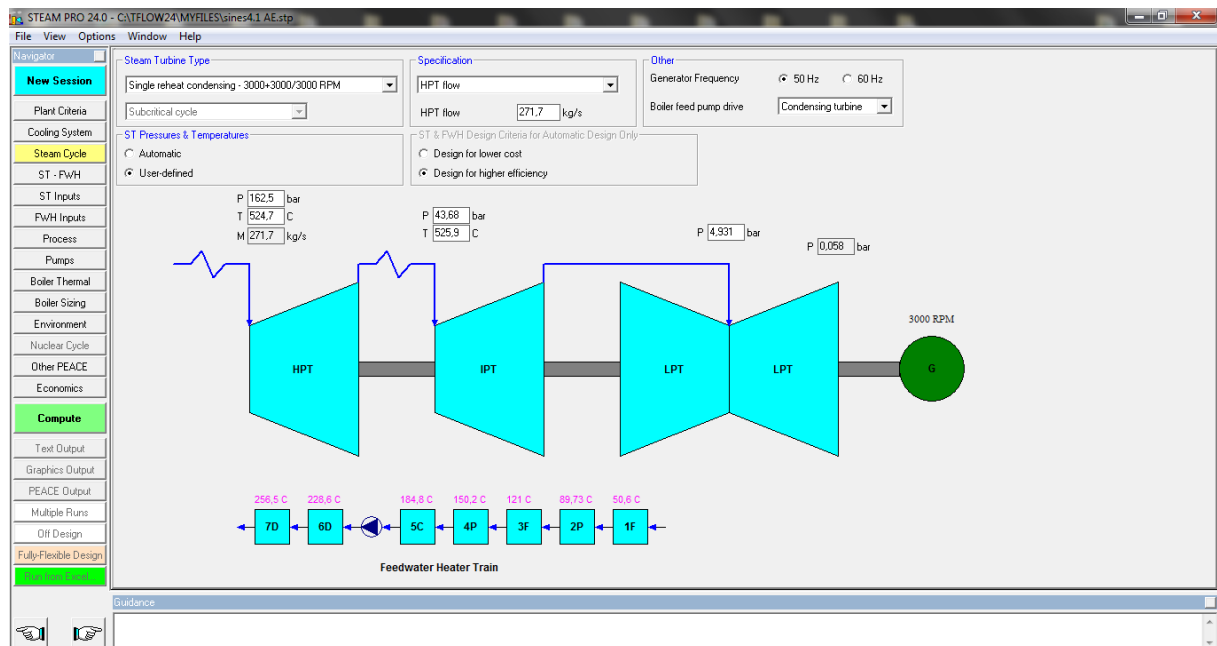 STEAM PRO 24.0 - C:\TFLOW24\MYFILES\sines4.1 AE.stp
File View Options Window Help
Navigator
New Session
Plant Criteria
Cooling System
Steam Cycle
ST - FWH
ST Inputs
FWH Inputs
Process
Pumps
Boiler Thermal
Boiler Sizing
Environment
Nuclear Cycle
Other PEACE
Economics
Compute
Text Output
Graphics Output
PEACE Output
Multiple Runs
Off Design
Fully-Flexible Design
Run from Excel...
Steam Turbine Type
Single reheat condensing - 3000+3000/3000 RPM
Subcritical cycle
Specification
HPT flow
HPT flow 271,7 kg/s
Other
Generator Frequency 50 Hz 60 Hz
Boiler feed pump drive Condensing turbine
ST Pressures & Temperatures
Automatic
User-defined
ST & FWH Design Criteria for Automatic Design Only
Design for lower cost
Design for higher efficiency
P 162,5 bar
T 524,7 C
M 271,7 kg/s
P 43,68 bar
T 525,9 C
P 4,931 bar
P 0,058 bar
3000 RPM
HPT IPT LPT LPT G
256,5 C 228,6 C 184,8 C 150,2 C 121 C 89,73 C 50,6 C
7D 6D 5C 4P 3F 2P 1F
Feedwater Heater Train
Guidance